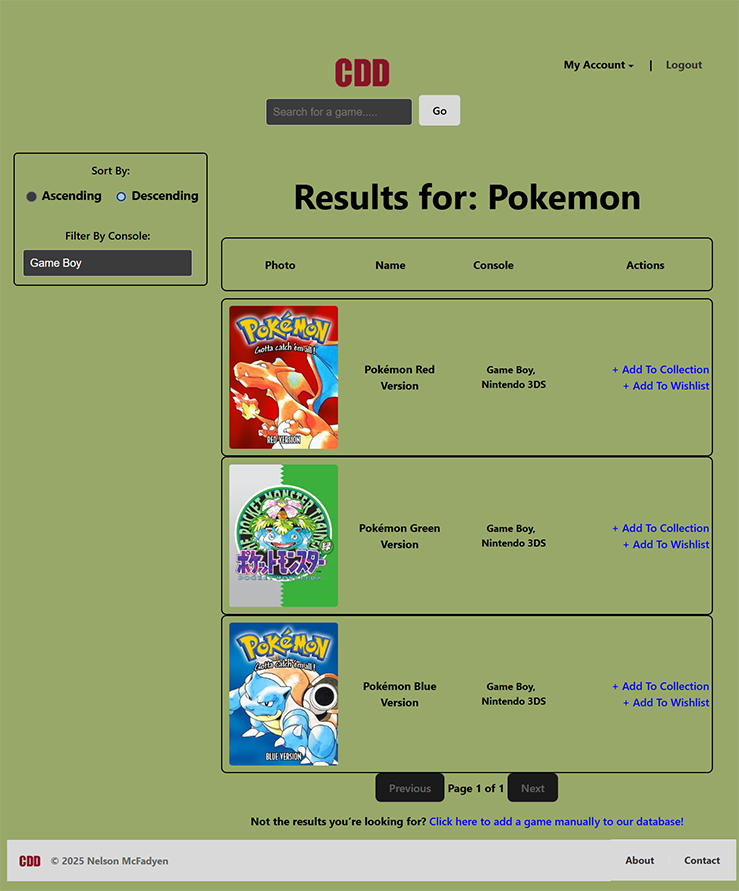 CDD
My Account
|
Logout
Search for a game.....
Go
Sort By:
Ascending
Descending
Filter By Console:
Game Boy
Results for: Pokemon
Photo
Name
Console
Actions
POKéMON
Gotta catch 'em all!
RED VERSION
Pokémon Red
Version
Game Boy,
Nintendo 3DS
+ Add To Collection
+ Add To Wishlist
POCKET MONSTER
ポケットモンスター
緑
POCKET MONSTERS
Pokémon Green
Version
Game Boy,
Nintendo 3DS
+ Add To Collection
+ Add To Wishlist
POKéMON
Gotta catch 'em all!
BLUE VERSION
Pokémon Blue
Version
Game Boy,
Nintendo 3DS
+ Add To Collection
+ Add To Wishlist
Previous
Page 1 of 1
Next
Not the results you're looking for? Click here to add a game manually to our database!
CDD
© 2025 Nelson McFadyen
About
Contact